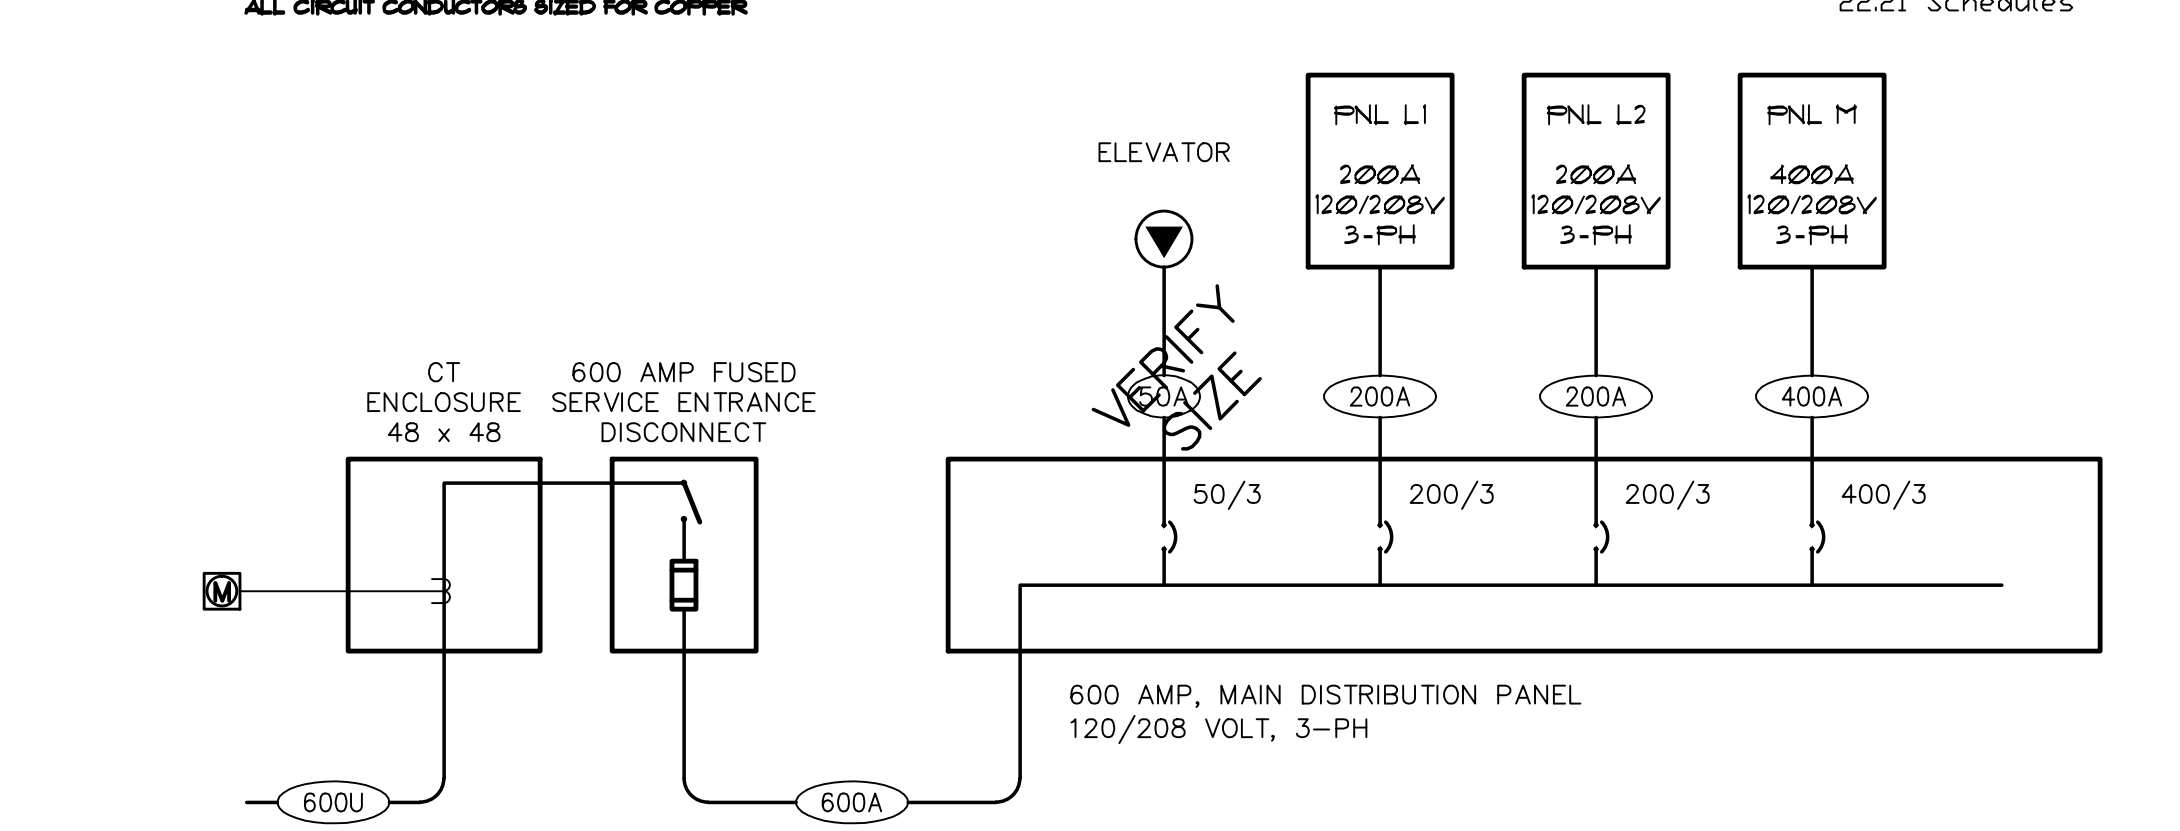 ALL CIRCUIT CONDUCTORS SIZED FOR COPPER
22.21 Schedules
PNL L1
200A
120/208V
3-PH
PNL L2
200A
120/208V
3-PH
PNL M
400A
120/208V
3-PH
ELEVATOR
VERIFY
SIZE
50A
200A
200A
400A
CT
ENCLOSURE
48 x 48
600 AMP FUSED
SERVICE ENTRANCE
DISCONNECT
50/3
200/3
200/3
400/3
M
600 AMP, MAIN DISTRIBUTION PANEL
120/208 VOLT, 3-PH
600U
600A